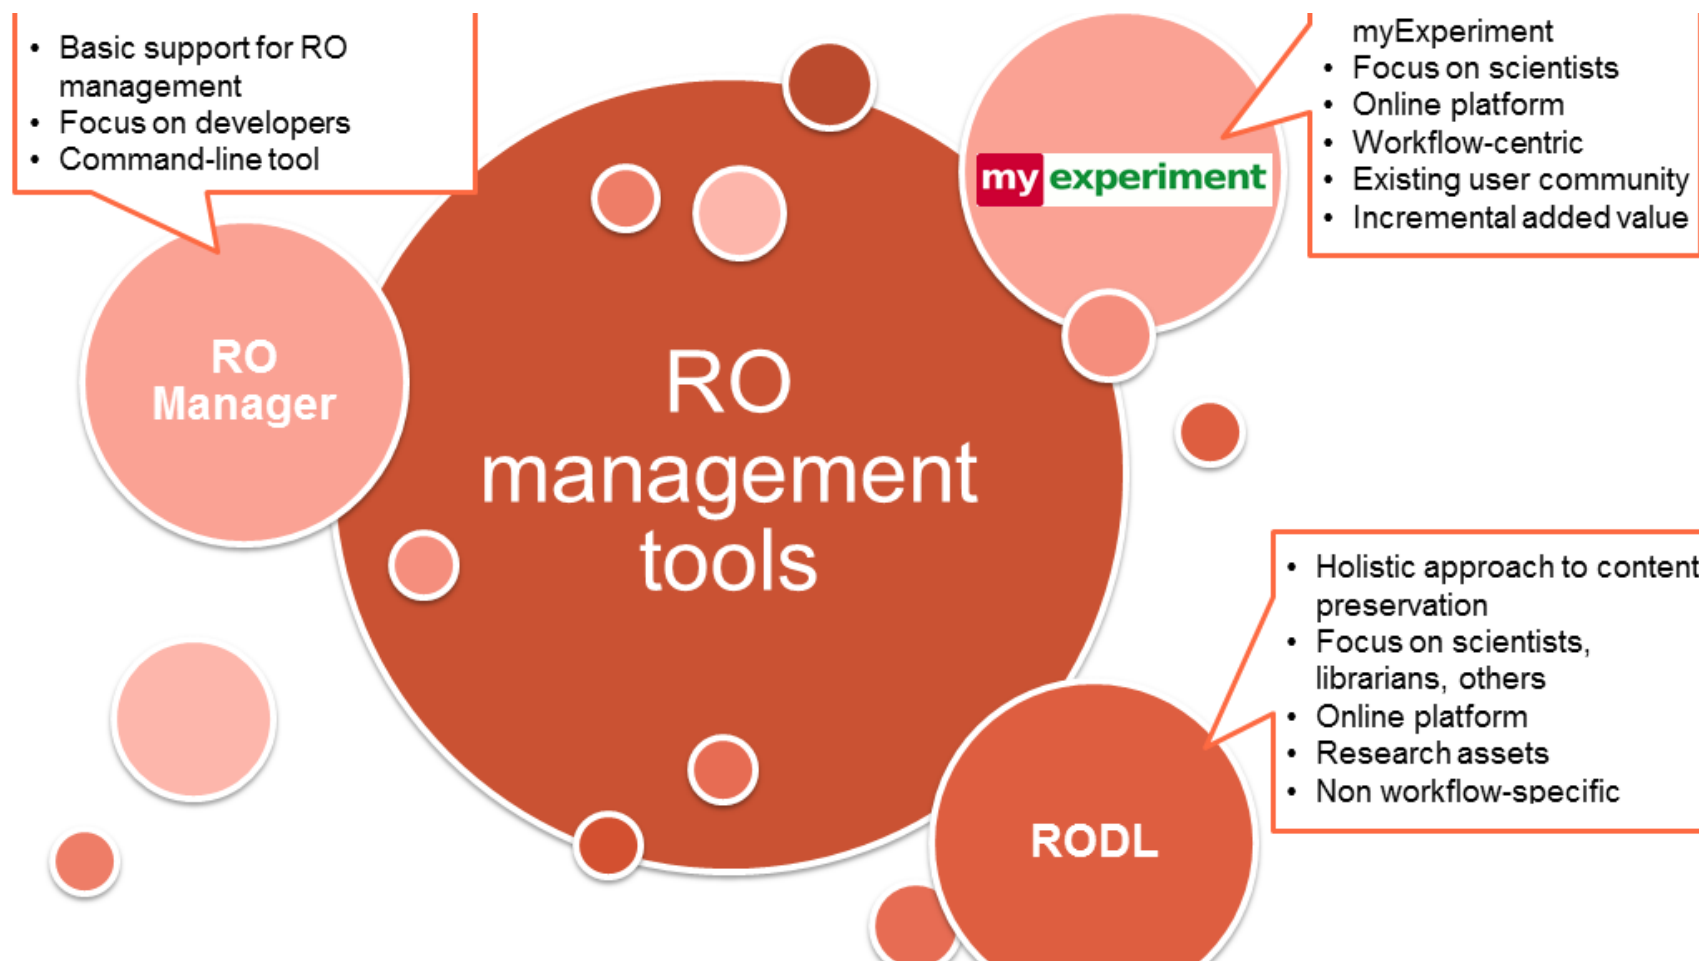 • Basic support for RO
management
• Focus on developers
• Command-line tool
myExperiment
• Focus on scientists
• Online platform
• Workflow-centric
• Existing user community
• Incremental added value
my experiment
RO
Manager
RO
management
tools
• Holistic approach to content
preservation
• Focus on scientists,
librarians, others
• Online platform
• Research assets
• Non workflow-specific
RODL